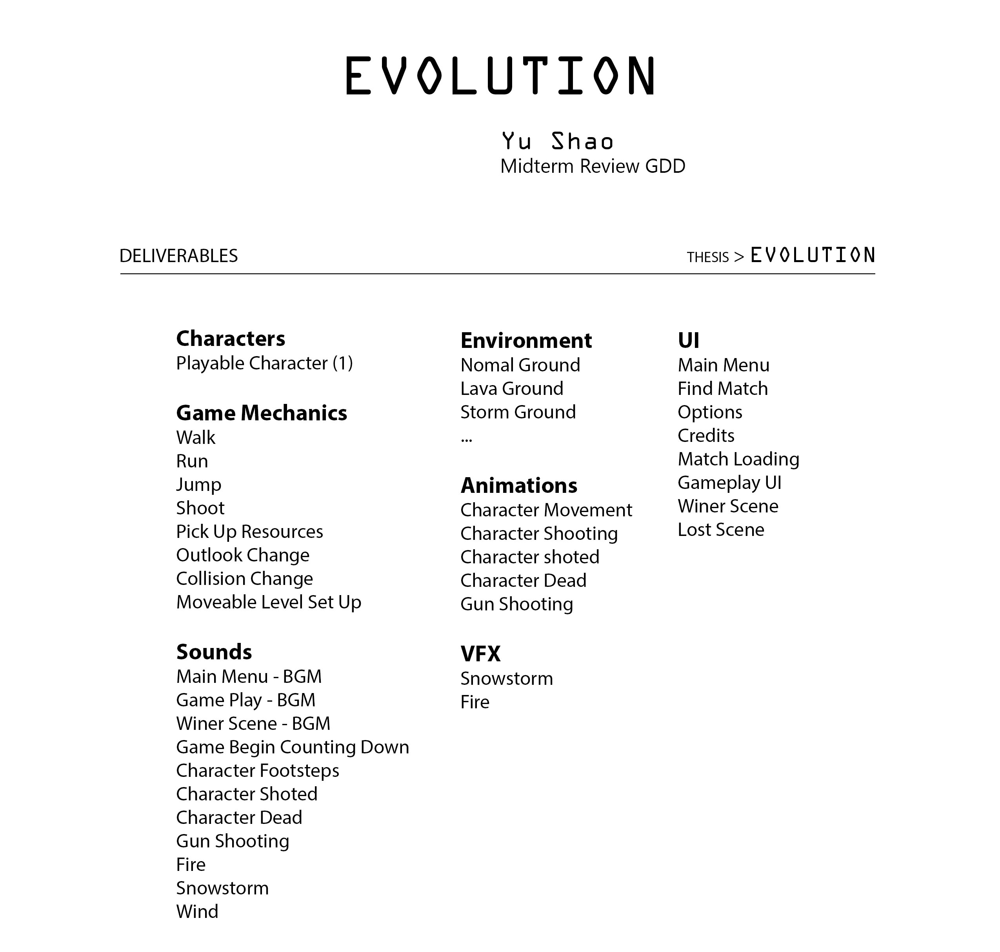 EVOLUTION
Yu Shao
Midterm Review GDD
DELIVERABLES
THESIS > EVOLUTION
Characters
Playable Character (1)
Game Mechanics
Walk
Run
Jump
Shoot
Pick Up Resources
Outlook Change
Collision Change
Moveable Level Set Up
Sounds
Main Menu - BGM
Game Play - BGM
Winer Scene - BGM
Game Begin Counting Down
Character Footsteps
Character Shoted
Character Dead
Gun Shooting
Fire
Snowstorm
Wind
Environment
Nomal Ground
Lava Ground
Storm Ground
...
Animations
Character Movement
Character Shooting
Character shoted
Character Dead
Gun Shooting
VFX
Snowstorm
Fire
UI
Main Menu
Find Match
Options
Credits
Match Loading
Gameplay UI
Winer Scene
Lost Scene